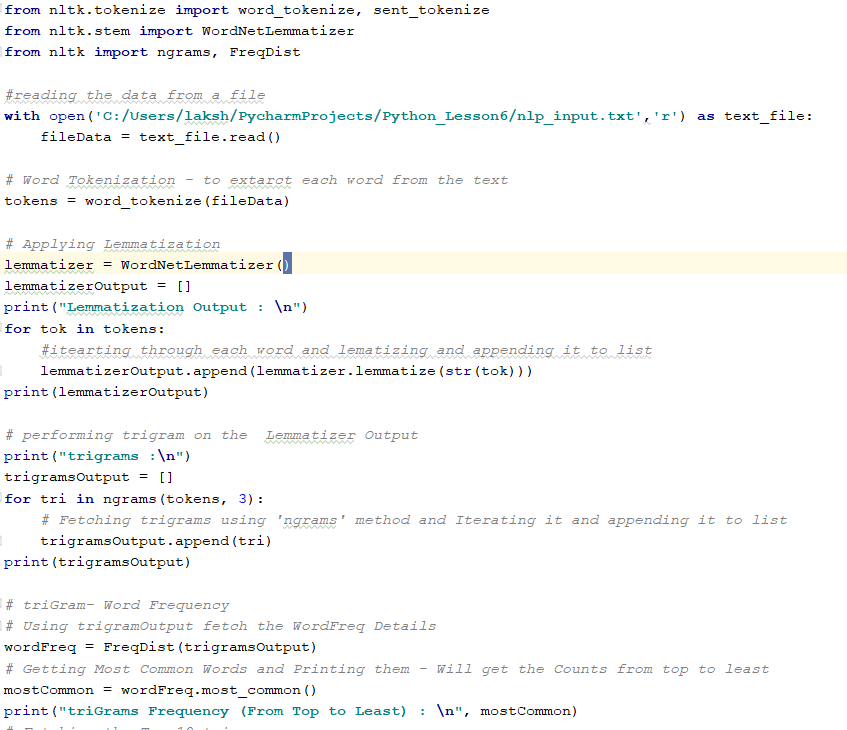 from nltk.tokenize import word_tokenize, sent_tokenize
from nltk.stem import WordNetLemmatizer
from nltk import ngrams, FreqDist

#reading the data from a file
with open('C:/Users/laksh/PycharmProjects/Python_Lesson6/nlp_input.txt','r') as text_file:
    fileData = text_file.read()

# Word Tokenization - to extarct each word from the text
tokens = word_tokenize(fileData)

# Applying Lemmatization
lemmatizer = WordNetLemmatizer()
lemmatizerOutput = []
print("Lemmatization Output : \n")
for tok in tokens:
    #itearting through each word and lematizing and appending it to list
    lemmatizerOutput.append(lemmatizer.lemmatize(str(tok)))
print(lemmatizerOutput)

# performing trigram on the  Lemmatizer Output
print("trigrams :\n")
trigramsOutput = []
for tri in ngrams(tokens, 3):
    # Fetching trigrams using 'ngrams' method and Iterating it and appending it to list
    trigramsOutput.append(tri)
print(trigramsOutput)

# triGram- Word Frequency
# Using trigramOutput fetch the WordFreq Details
wordFreq = FreqDist(trigramsOutput)
# Getting Most Common Words and Printing them - Will get the Counts from top to least
mostCommon = wordFreq.most_common()
print("triGrams Frequency (From Top to Least) : \n", mostCommon)